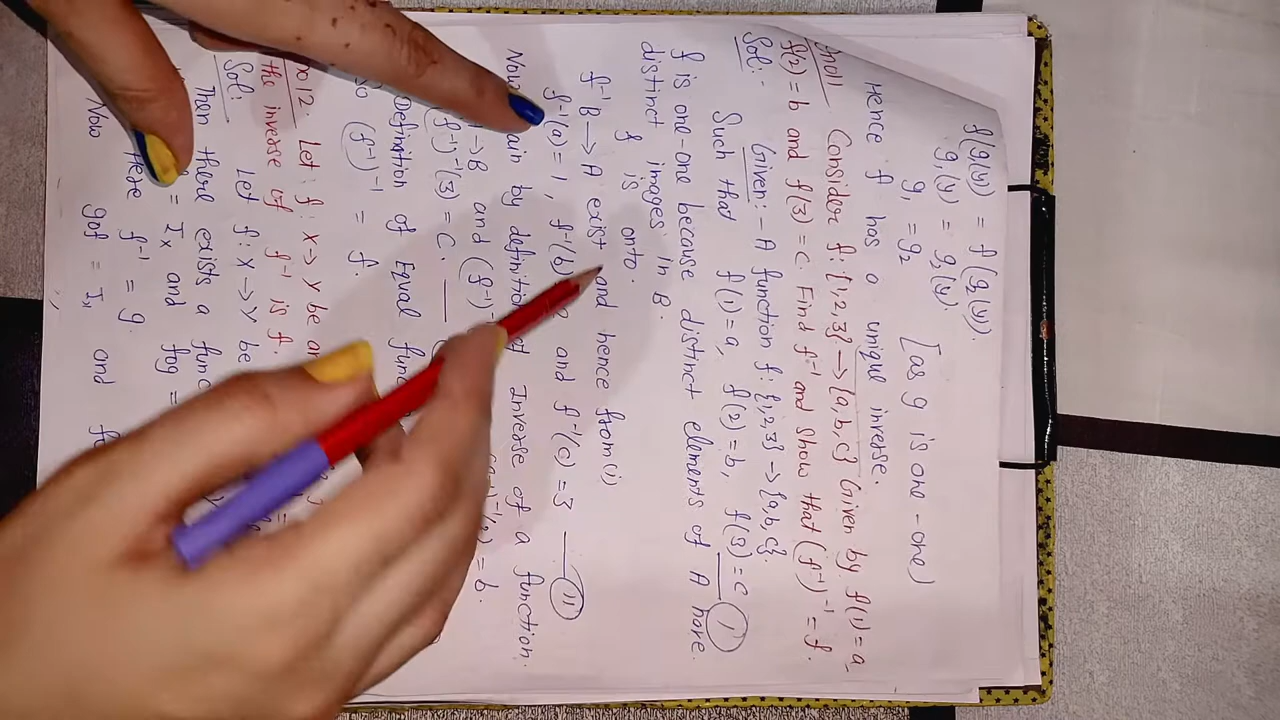 f(g₁(y)) = f(g₂(y)).
g₁(y) = g₂(y).
g₁ = g₂ [as g is one-one)
Hence f has a unique inverse.
Qno11 Consider f: {1,2,3} → {a,b,c} Given by f(1)=a
f(2)=b and f(3)=c. Find f⁻¹ and show that (f⁻¹)⁻¹ = f.
Sol:- Given:- A function f: {1,2,3} → {a,b,c}.
Such that f(1)=a, f(2)=b, f(3)=c (i)
f is one-one because distinct elements of A have
distinct images in B.
f is onto.
f⁻¹ B → A exist and hence from (i)
f⁻¹(a)=1, f⁻¹(b) and f⁻¹(c)=3 (ii)
Now by definition of Inverse of a function.
→ B and (f⁻¹) = b.
(f⁻¹)⁻¹(3) = c.
Definition of Equal
(f⁻¹)⁻¹ = f.
no12. Let f: X → Y be
the inverse of f⁻¹ is f.
Sol: Let f: X → Y be
Then there exists a
= Iₓ and fog =
Here f⁻¹ = g.
Now gof = Iₓ and